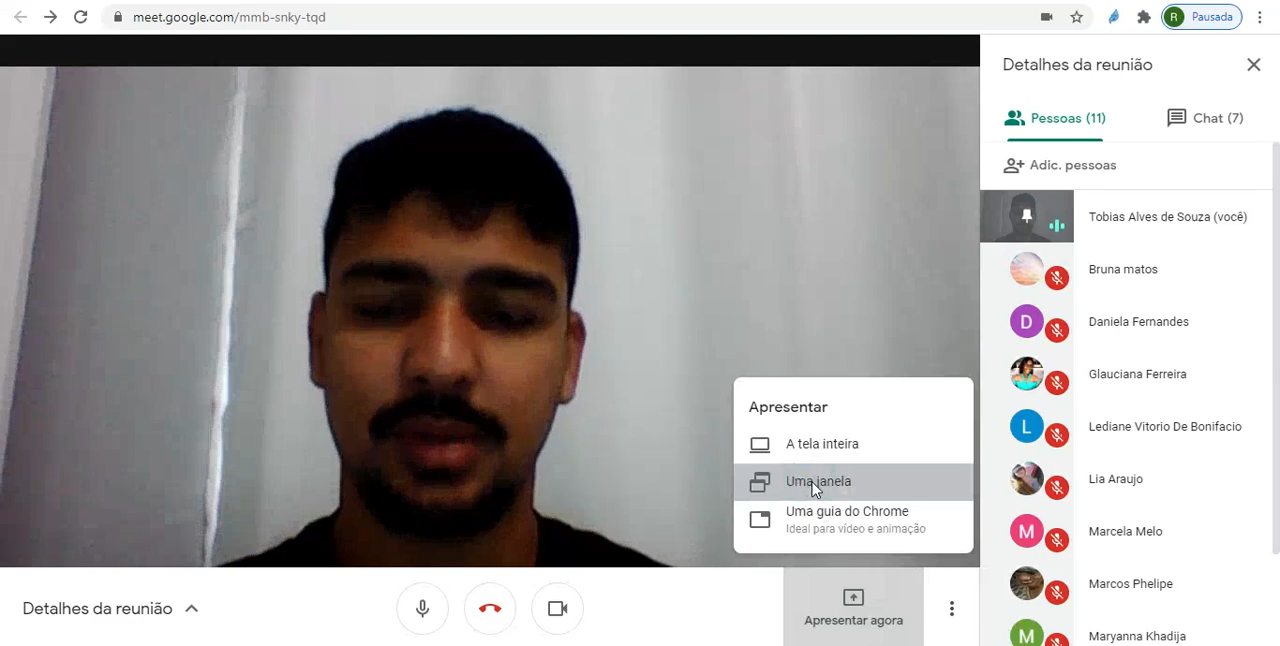 meet.google.com/mmb-snky-tqd
R Pausada
Detalhes da reunião
Pessoas (11)
Chat (7)
Adic. pessoas
Tobias Alves de Souza (você)
Bruna matos
D Daniela Fernandes
Glauciana Ferreira
L Lediane Vitorio De Bonifacio
Lia Araujo
M Marcela Melo
Marcos Phelipe
M Maryanna Khadija
Apresentar
A tela inteira
Uma janela
Uma guia do Chrome
Ideal para vídeo e animação
Detalhes da reunião
Apresentar agora